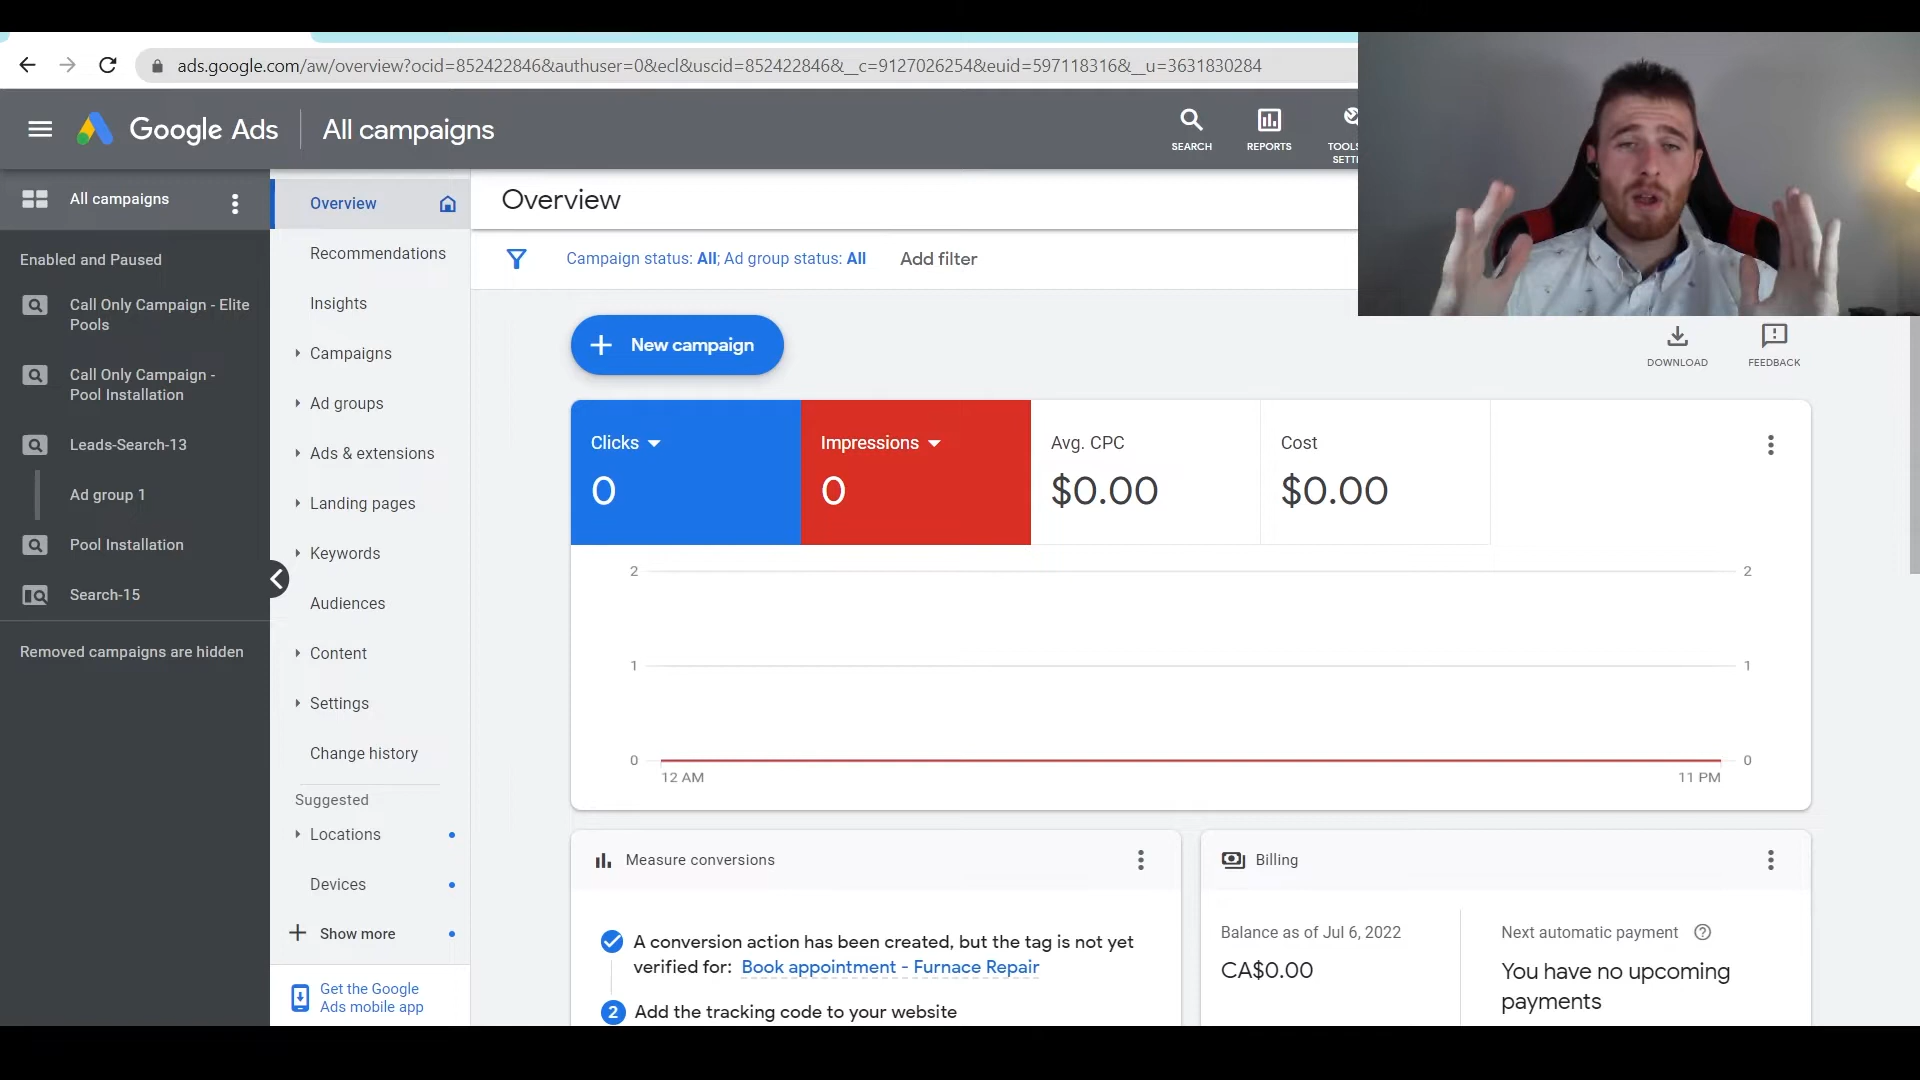 ads.google.com/aw/overview?ocid=852422846&authuser=0&ecl&uscid=852422846&__c=9127026254&euid=597118316&__u=3631830284
Google Ads
All campaigns
SEARCH
REPORTS
TOOLS
SETTI
All campaigns
Enabled and Paused
Call Only Campaign - Elite
Pools
Call Only Campaign -
Pool Installation
Leads-Search-13
Ad group 1
Pool Installation
Search-15
Removed campaigns are hidden
Overview
Recommendations
Insights
Campaigns
Ad groups
Ads & extensions
Landing pages
Keywords
Audiences
Content
Settings
Change history
Suggested
Locations
Devices
Show more
Get the Google
Ads mobile app
Overview
Campaign status: All; Ad group status: All
Add filter
New campaign
DOWNLOAD
FEEDBACK
Clicks
0
Impressions
0
Avg. CPC
$0.00
Cost
$0.00
2
2
1
1
0
0
12 AM
11 PM
Measure conversions
A conversion action has been created, but the tag is not yet
verified for: Book appointment - Furnace Repair
2 Add the tracking code to your website
Billing
Balance as of Jul 6, 2022
CA$0.00
Next automatic payment
You have no upcoming
payments